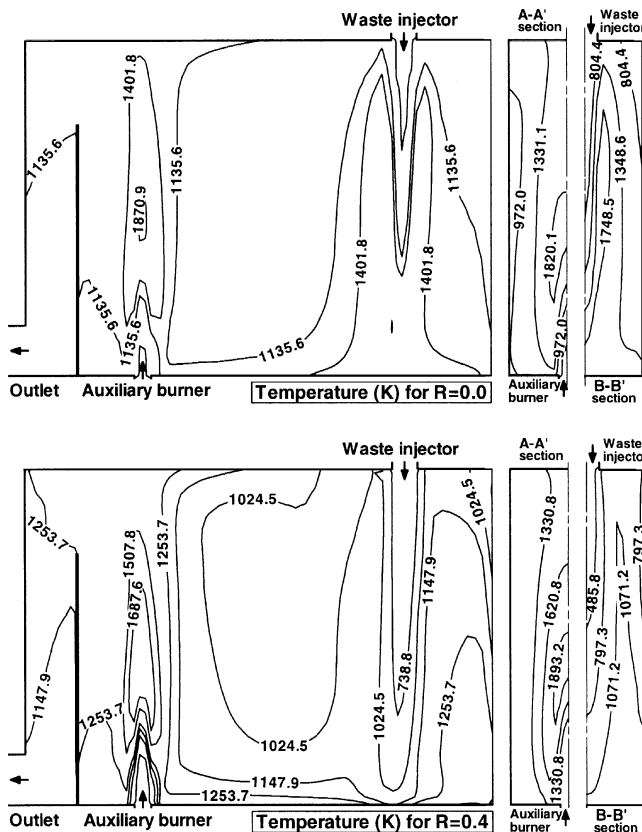 Waste injector
A-A'
section
Waste
injector
1401.8
1135.6
1870.9
1135.6
1135.6
1135.6
1135.6
1401.8
1401.8
1135.6
972.0
1331.1
1820.1
972.0
804.4
804.4
1348.6
1748.5
Outlet
Auxiliary burner
Temperature (K) for R=0.0
Auxiliary
burner
B-B'
section
Waste injector
A-A'
section
Waste
injector
1253.7
1507.8
1687.6
1253.7
1147.9
1253.7
1024.5
1024.5
1147.9
1253.7
1024.5
738.8
1147.9
1253.7
1024.5
1330.8
1620.8
1893.2
1330.8
485.8
797.3
1071.2
1071.2
797.3
Outlet
Auxiliary burner
Temperature (K) for R=0.4
Auxiliary
burner
B-B'
section